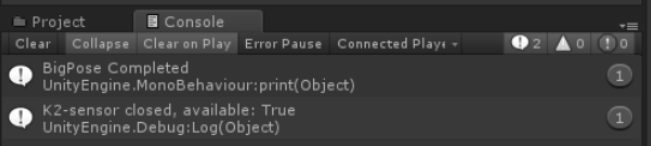 Project Console
Clear Collapse Clear on Play Error Pause Connected Playe 2 0 0
BigPose Completed 1
UnityEngine.MonoBehaviour:print(Object)
K2-sensor closed, available: True 1
UnityEngine.Debug:Log(Object)